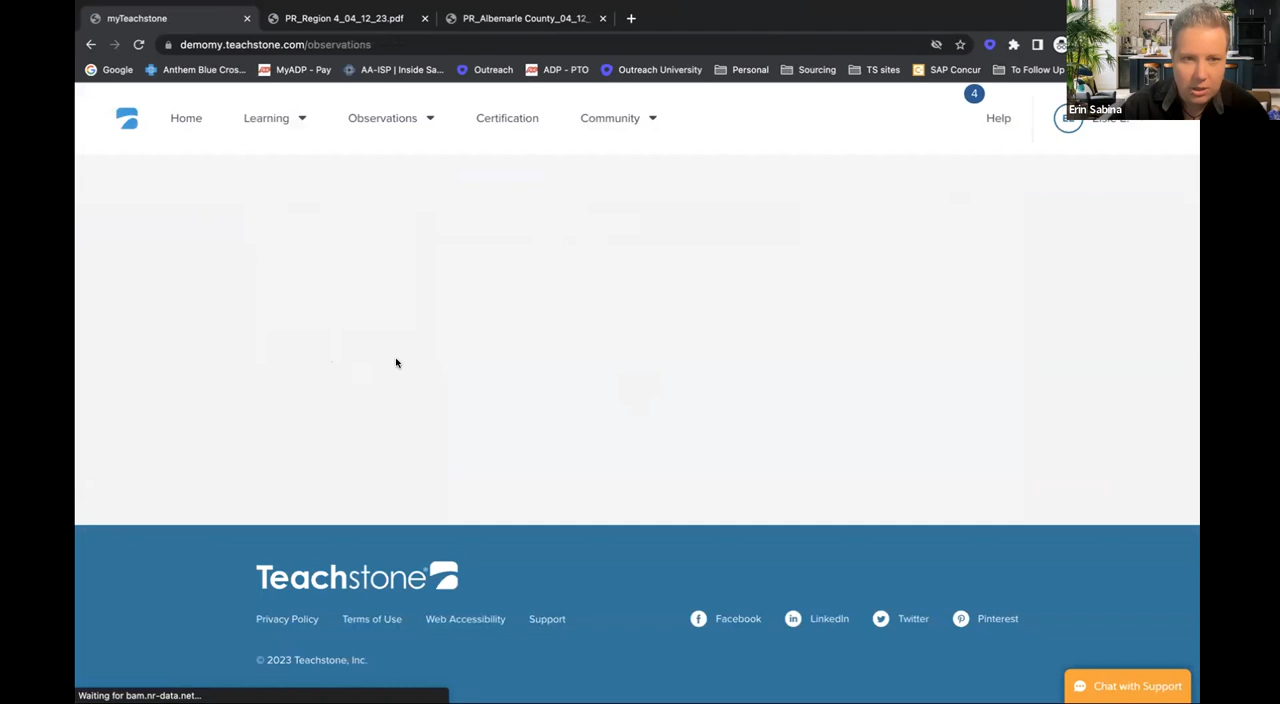 myTeachstone
PR_Region 4_04_12_23.pdf
PR_Albemarle County_04_12_
demomy.teachstone.com/observations
Google
Anthem Blue Cros...
MyADP - Pay
AA-ISP | Inside Sa...
Outreach
ADP - PTO
Outreach University
Personal
Sourcing
TS sites
SAP Concur
To Follow Up
Erin Sabina
4
Home
Learning
Observations
Certification
Community
Help
Teachstone
Privacy Policy
Terms of Use
Web Accessibility
Support
Facebook
LinkedIn
Twitter
Pinterest
© 2023 Teachstone, Inc.
Waiting for bam.nr-data.net...
Chat with Support